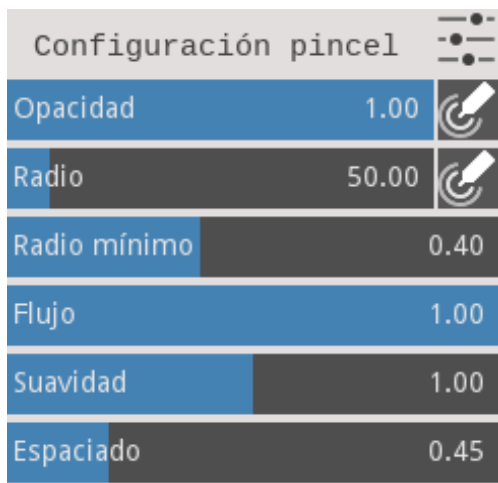 Configuración pincel
Opacidad 1.00
Radio 50.00
Radio mínimo 0.40
Flujo 1.00
Suavidad 1.00
Espaciado 0.45